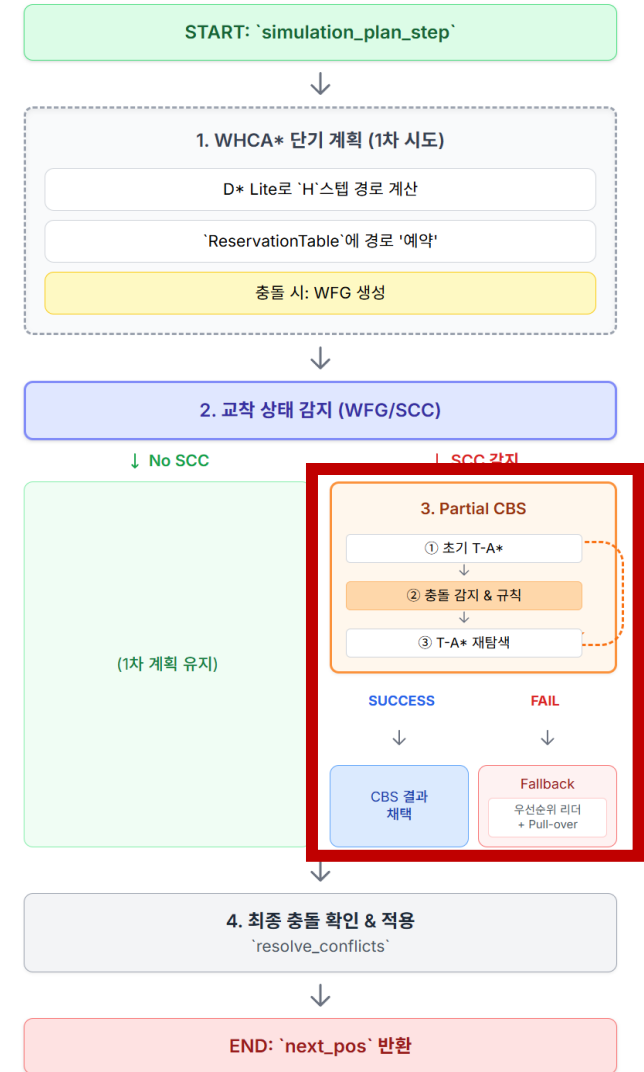 START: `simulation_plan_step`
1. WHCA* 단기 계획 (1차 시도)
D* Lite로 `H`스텝 경로 계산
`ReservationTable`에 경로 '예약'
충돌 시: WFG 생성
2. 교착 상태 감지 (WFG/SCC)
↓ No SCC
↓ SCC 감지
(1차 계획 유지)
3. Partial CBS
① 초기 T-A*
② 충돌 감지 & 규칙
③ T-A* 재탐색
SUCCESS
FAIL
CBS 결과
채택
Fallback
우선순위 리더
+ Pull-over
4. 최종 충돌 확인 & 적용
`resolve_conflicts`
END: `next_pos` 반환